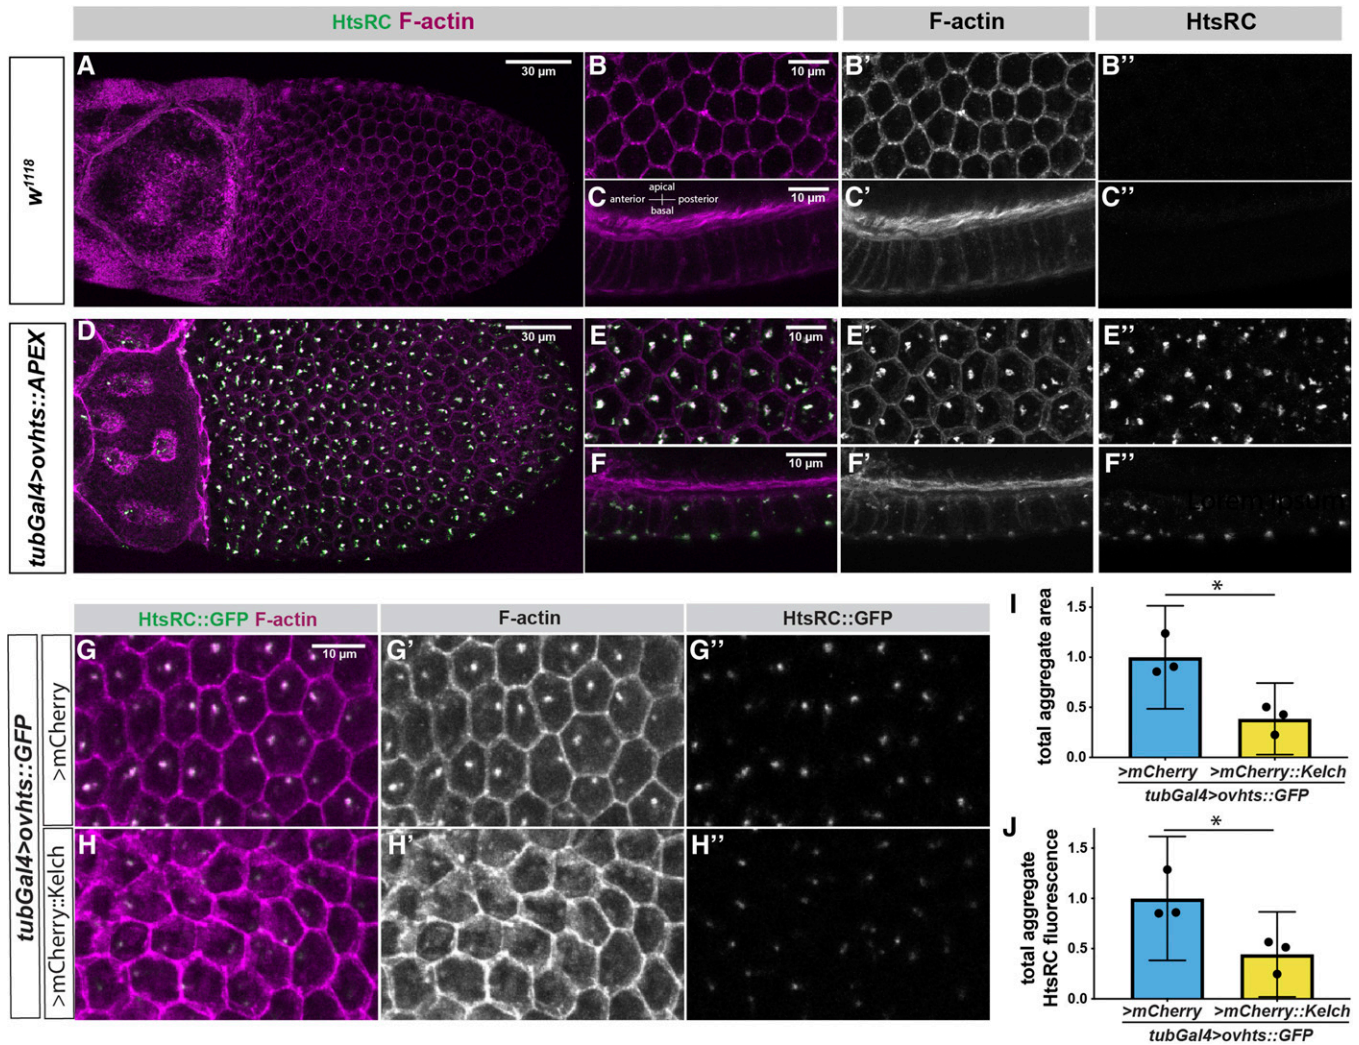 HtsRC F-actin
F-actin
HtsRC
w1118
A
30 µm
B
10 µm
B'
B''
C
apical
anterior
posterior
basal
10 µm
C'
C''
tubGal4>ovhts::APEX
D
30 µm
E
10 µm
E'
E''
F
10 µm
F'
F''
Lorem ipsum
HtsRC::GFP F-actin
F-actin
HtsRC::GFP
tubGal4>ovhts::GFP
>mCherry
G
10 µm
G'
G''
>mCherry::Kelch
H
H'
H''
I
total aggregate area
1.5
1.0
0.5
0.0
*
>mCherry
>mCherry::Kelch
tubGal4>ovhts::GFP
J
total aggregate
HtsRC fluorescence
1.5
1.0
0.5
0.0
*
>mCherry
>mCherry::Kelch
tubGal4>ovhts::GFP